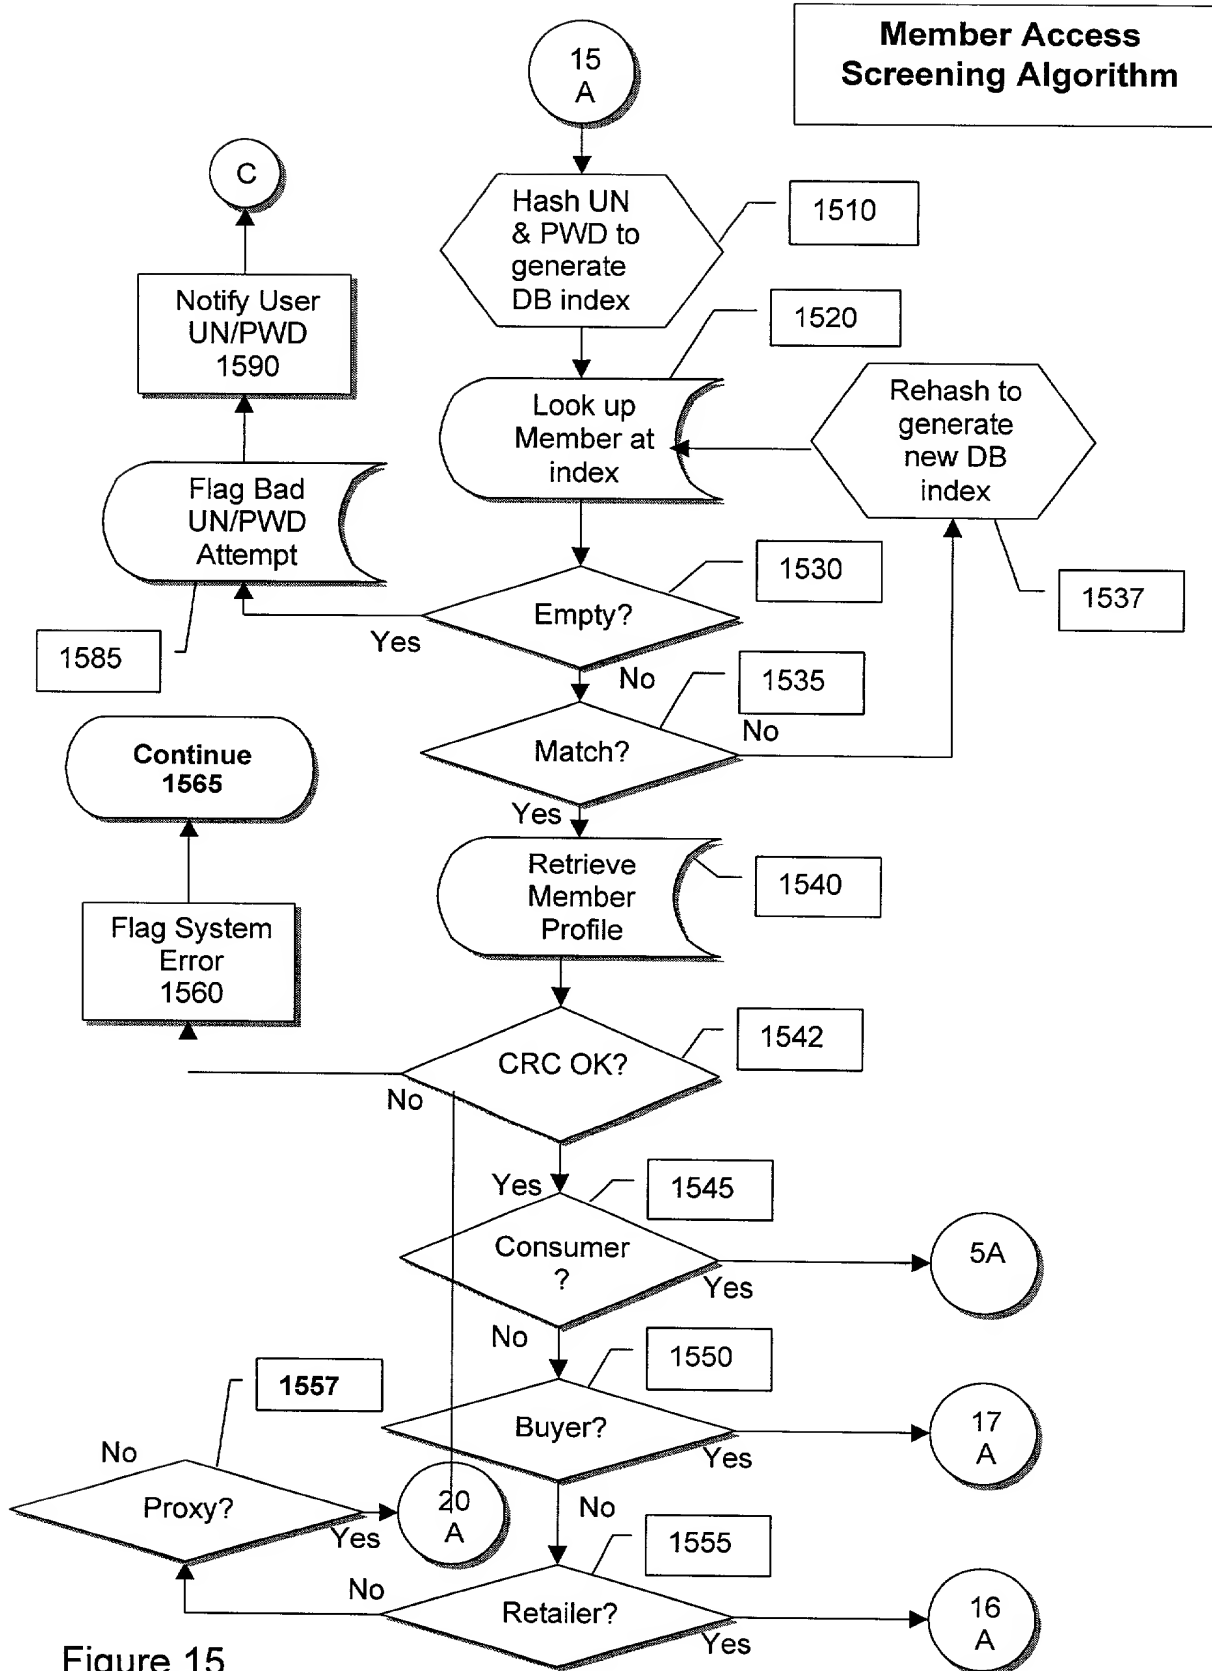 Member Access
Screening Algorithm
15
A
C
Hash UN
& PWD to
generate
DB index
1510
Notify User
UN/PWD
1590
1520
Look up
Member at
index
Rehash to
generate
new DB
index
Flag Bad
UN/PWD
Attempt
1530
1537
Empty?
Yes
1585
No
1535
Continue
1565
Match?
No
Yes
Retrieve
Member
Profile
1540
Flag System
Error
1560
CRC OK?
1542
No
Yes
1545
Consumer
?
Yes
5A
No
1550
1557
Buyer?
Yes
17
A
No
Proxy?
Yes
20
A
No
1555
No
Retailer?
Yes
16
A
Figure 15